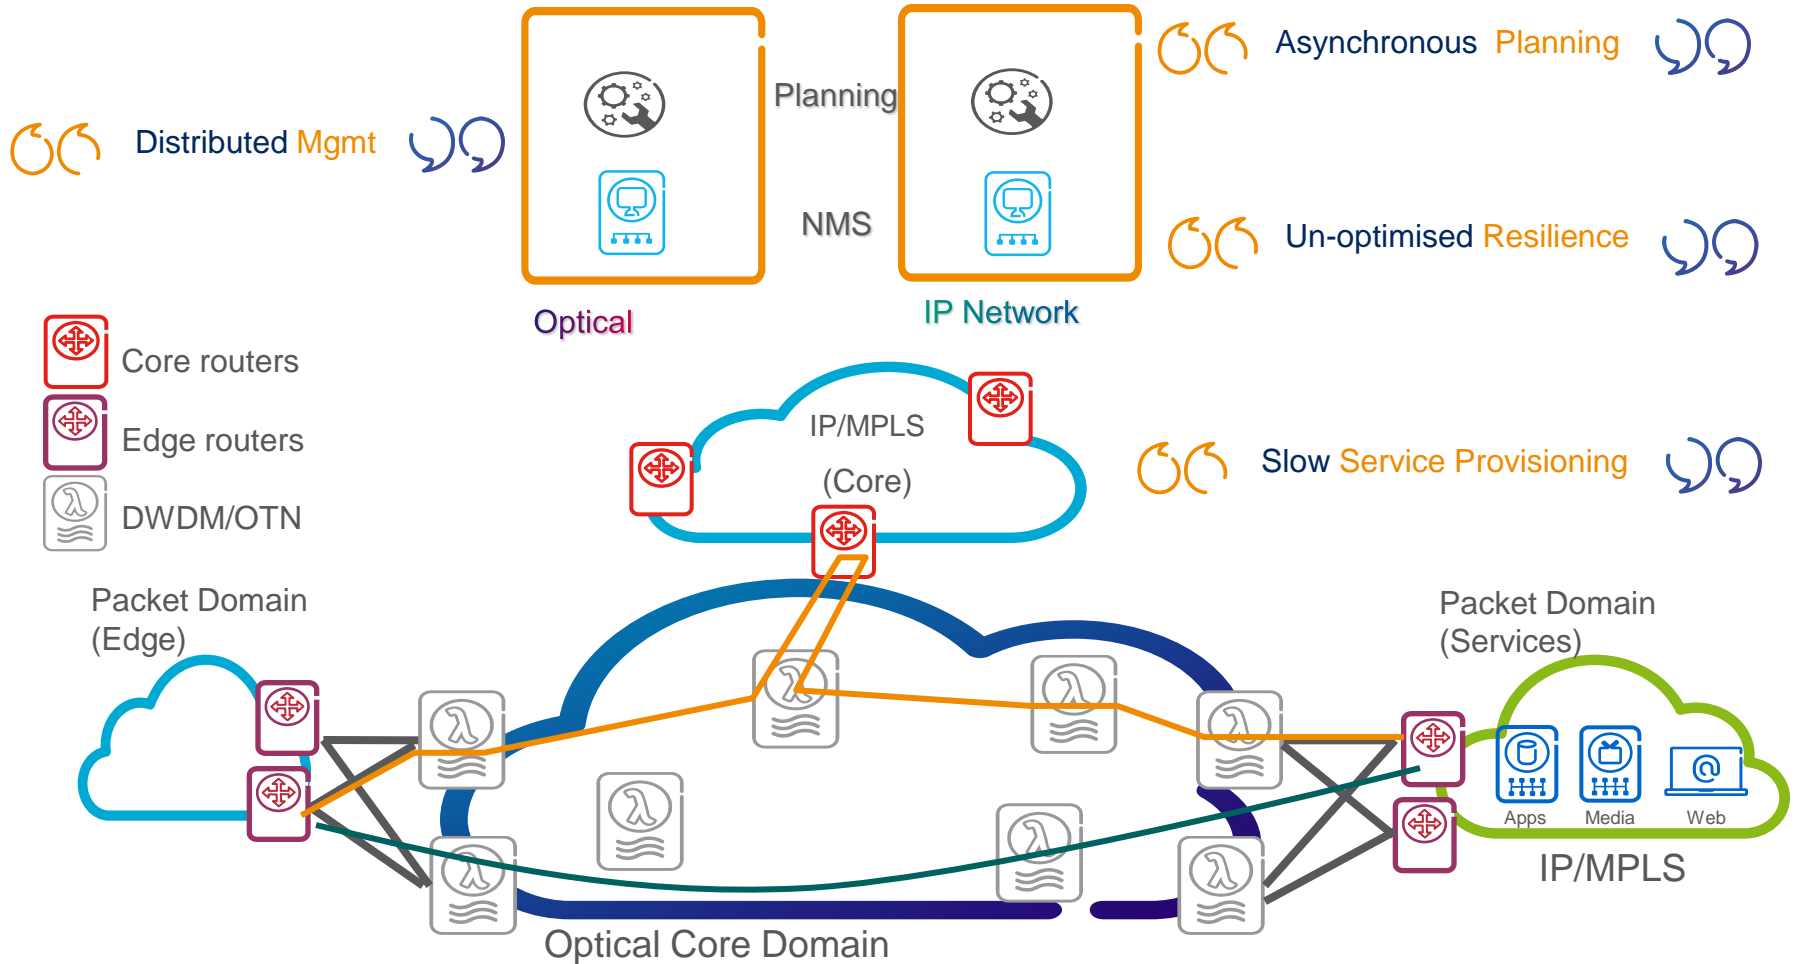 Asynchronous Planning
Planning
Distributed Mgmt
NMS
Un-optimised Resilience
Optical
IP Network
Core routers
Edge routers
DWDM/OTN
IP/MPLS
(Core)
Slow Service Provisioning
Packet Domain
(Edge)
Packet Domain
(Services)
Apps
Media
Web
IP/MPLS
Optical Core Domain